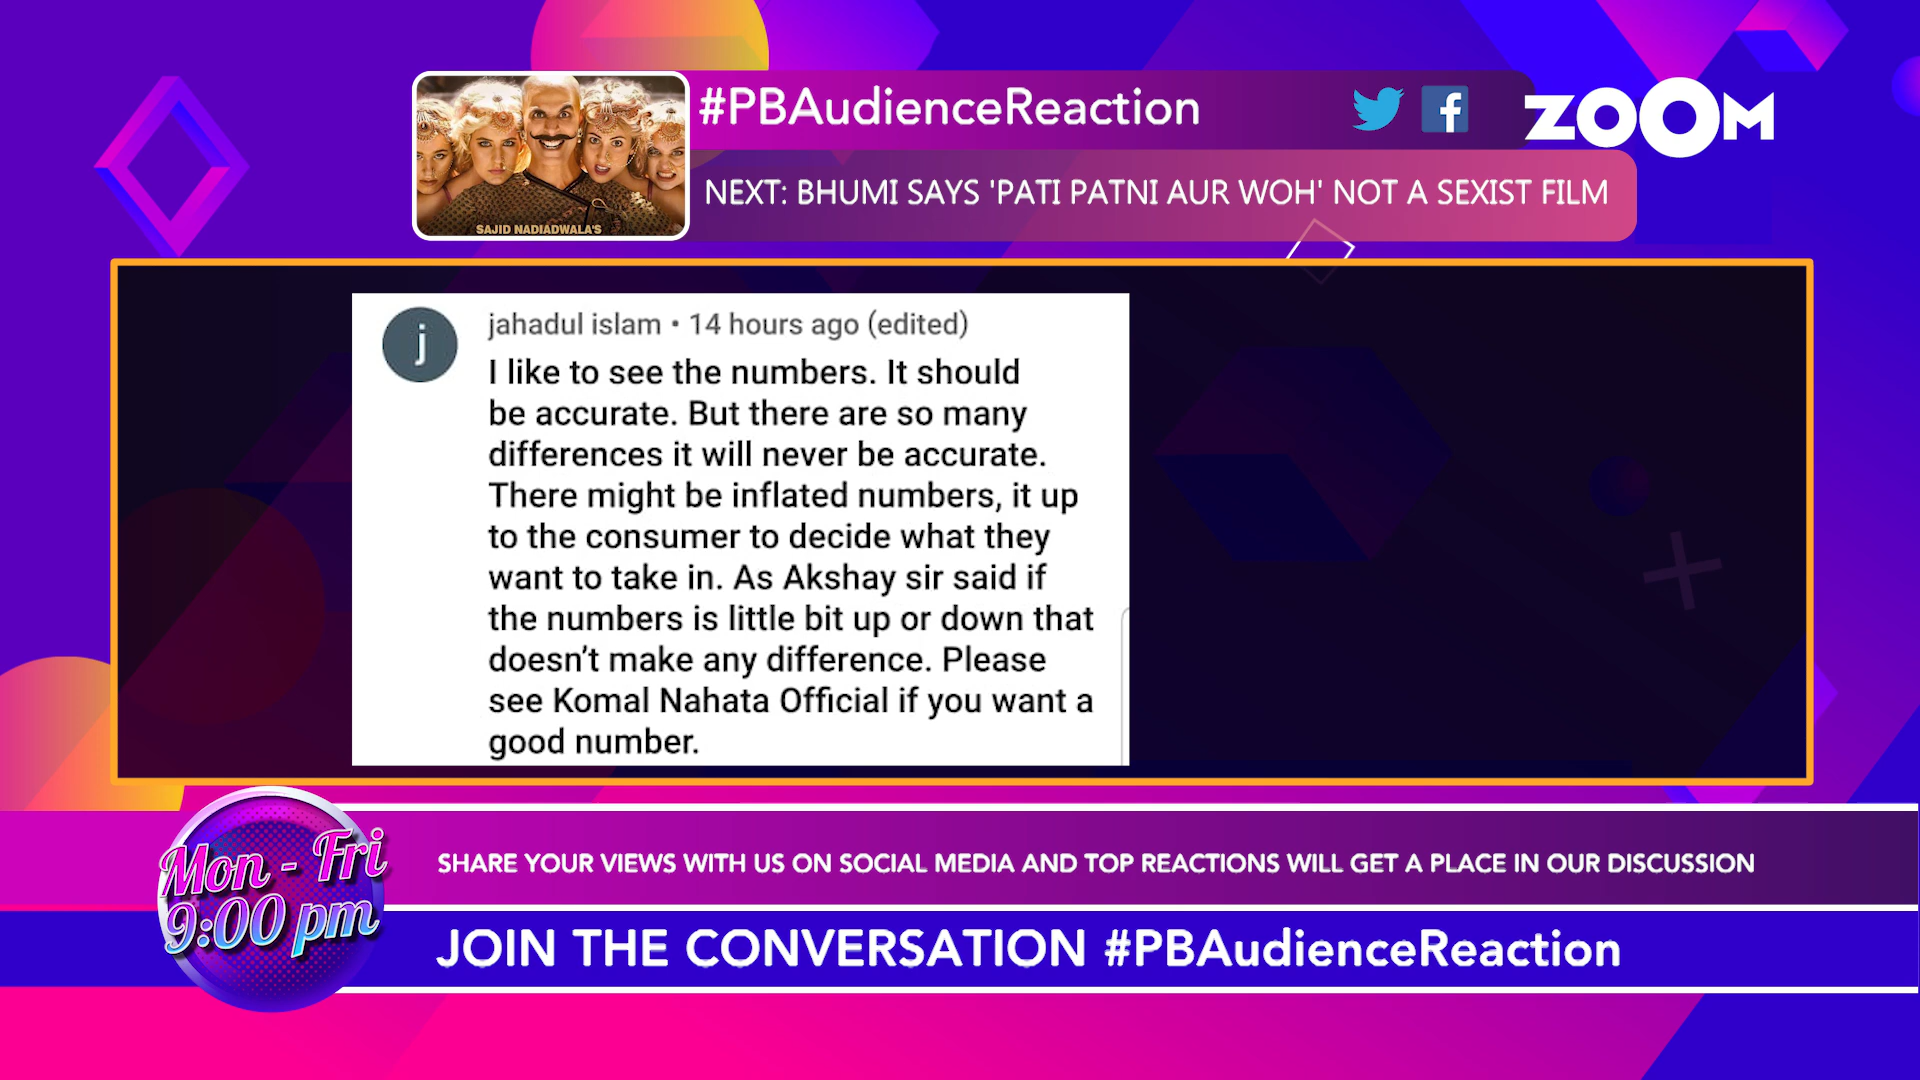 #PBAudienceReaction
zoOm
NEXT: BHUMI SAYS 'PATI PATNI AUR WOH' NOT A SEXIST FILM
SAJID NADIADWALA'S
j
jahadul islam • 14 hours ago (edited)
I like to see the numbers. It should
be accurate. But there are so many
differences it will never be accurate.
There might be inflated numbers, it up
to the consumer to decide what they
want to take in. As Akshay sir said if
the numbers is little bit up or down that
doesn't make any difference. Please
see Komal Nahata Official if you want a
good number.
Mon - Fri
9:00 pm
SHARE YOUR VIEWS WITH US ON SOCIAL MEDIA AND TOP REACTIONS WILL GET A PLACE IN OUR DISCUSSION
JOIN THE CONVERSATION #PBAudienceReaction